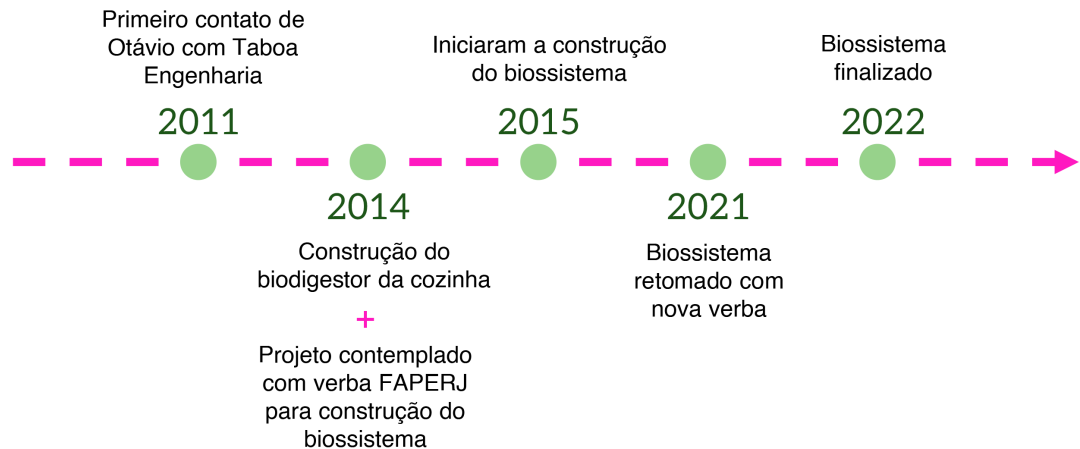 Primeiro contato de
Otávio com Taboa
Engenharia
2011
2014
Construção do
biodigestor da cozinha
+
Projeto contemplado
com verba FAPERJ
para construção do
biossistema
Iniciaram a construção
do biossistema
2015
2021
Biossistema
retomado com
nova verba
Biossistema
finalizado
2022